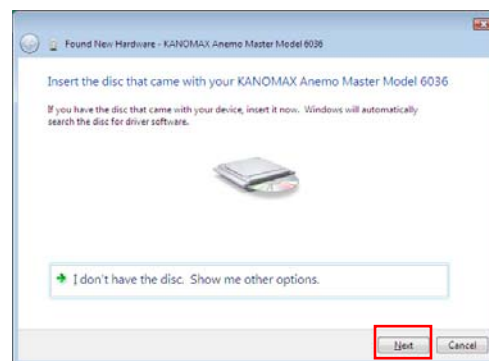 Found New Hardware - KANOMAX Anemo Master Model 6036
Insert the disc that came with your KANOMAX Anemo Master Model 6036
If you have the disc that came with your device, insert it now. Windows will automatically
search the disc for driver software.
I don't have the disc. Show me other options.
Next Cancel